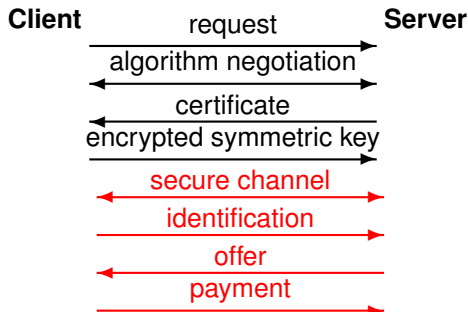 Client Server
request
algorithm negotiation
certificate
encrypted symmetric key
secure channel
identification
offer
payment